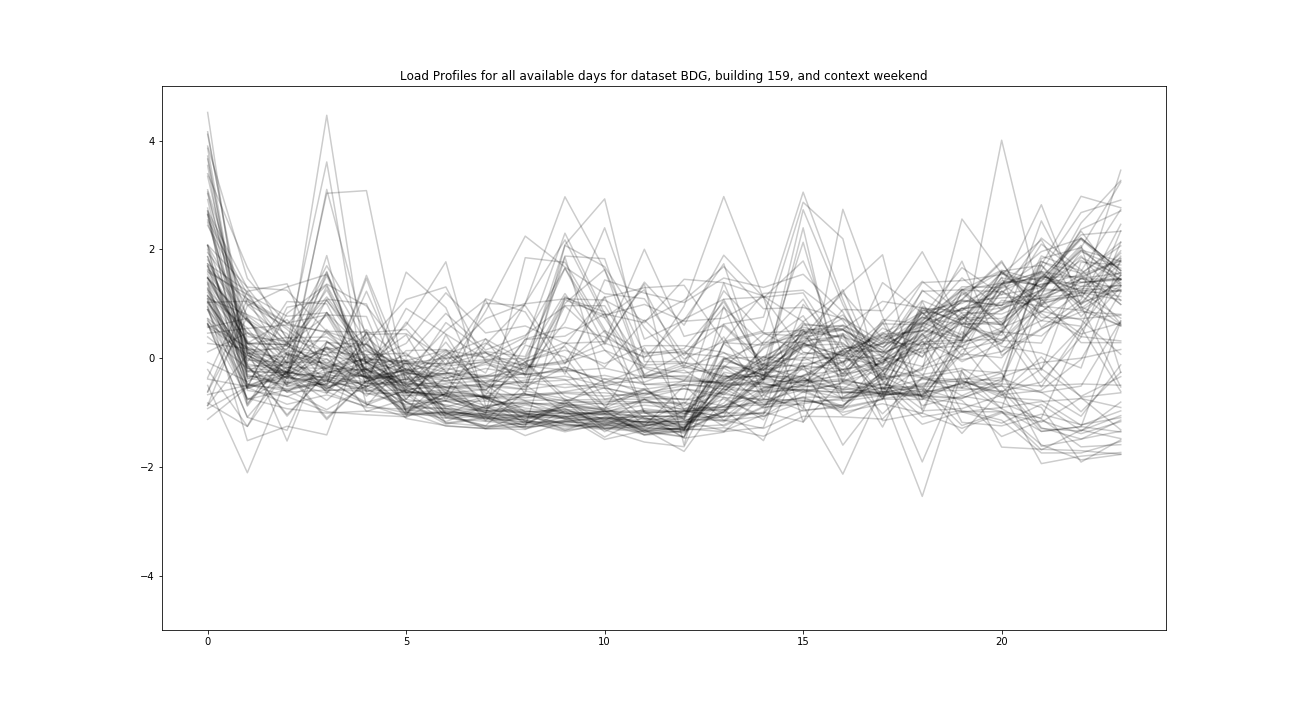 Load Profiles for all available days for dataset BDG, building 159, and context weekend
4
2
0
−2
−4
0 5 10 15 20